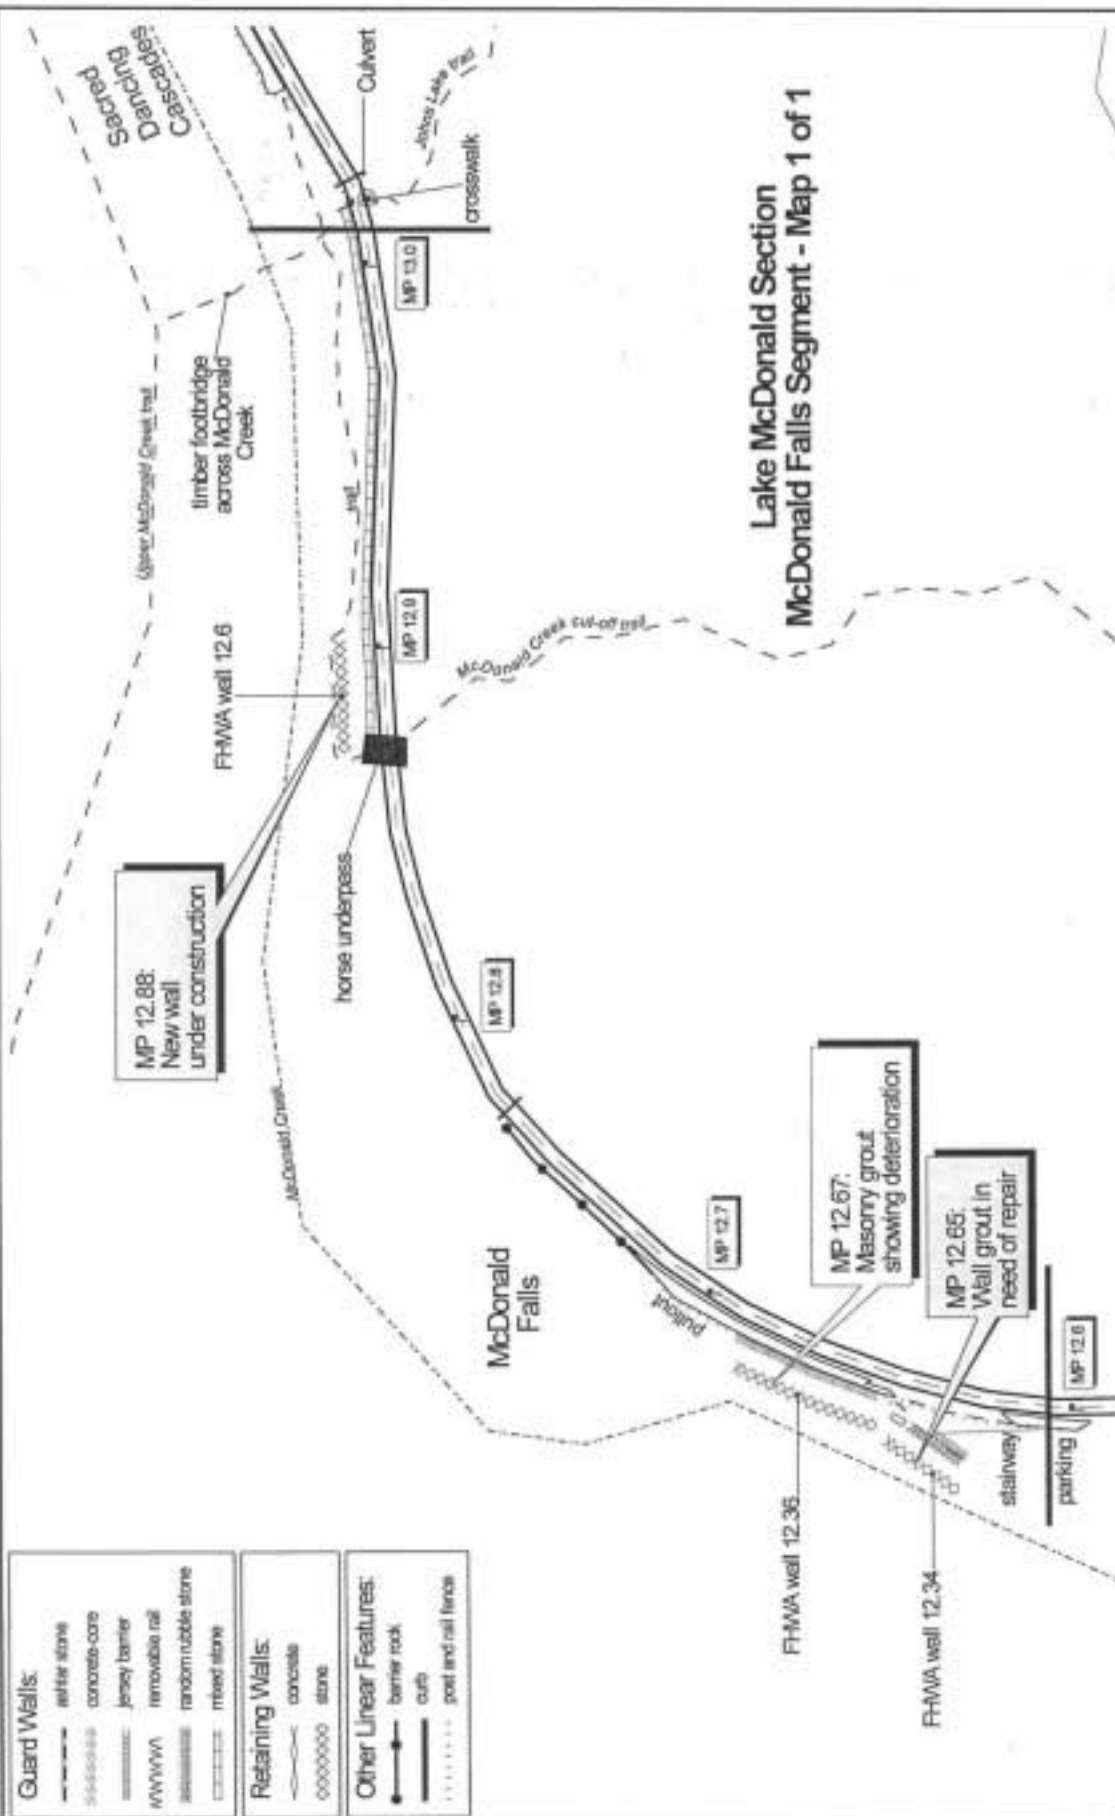 Guard Walls:
ashlar stone
concrete-core
jersey barrier
removable rail
random rubble stone
mixed stone
Retaining Walls:
concrete
stone
Other Linear Features:
barrier rock
curb
post and rail fence
MP 12.88:
New wall
under construction
FHWA wall 12.6
Upper McDonald Creek trail
timber footbridge
across McDonald
Creek
Sacred
Dancing
Cascades
McDonald Creek
horse underpass
trail
MP 12.9
MP 13.0
Culvert
crosswalk
Johns Lake trail
McDonald
Falls
MP 12.8
McDonald Creek cut-off trail
pullout
MP 12.7
MP 12.67:
Masonry grout
showing deterioration
MP 12.65:
Wall grout in
need of repair
FHWA wall 12.36
FHWA wall 12.34
stairway
parking
MP 12.6
Lake McDonald Section
McDonald Falls Segment - Map 1 of 1